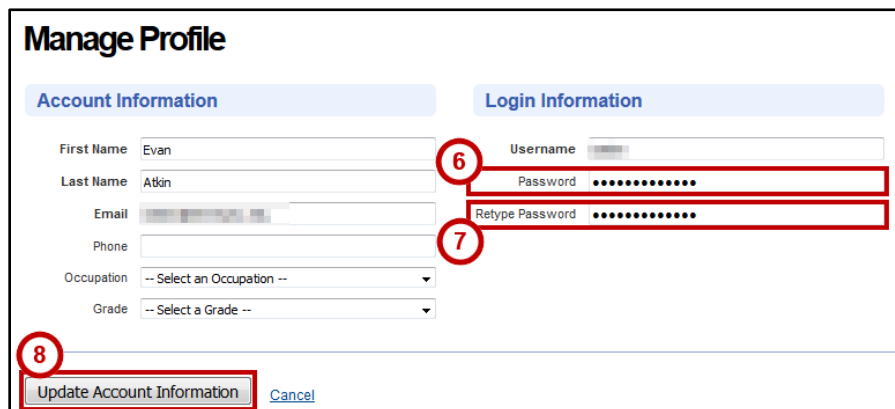 Manage Profile
Account Information
First Name Evan
Last Name Atkin
Email
Phone
Occupation -- Select an Occupation --
Grade -- Select a Grade --
Login Information
Username
6
Password •••••••••••••
Retype Password •••••••••••••
7
8
Update Account Information Cancel